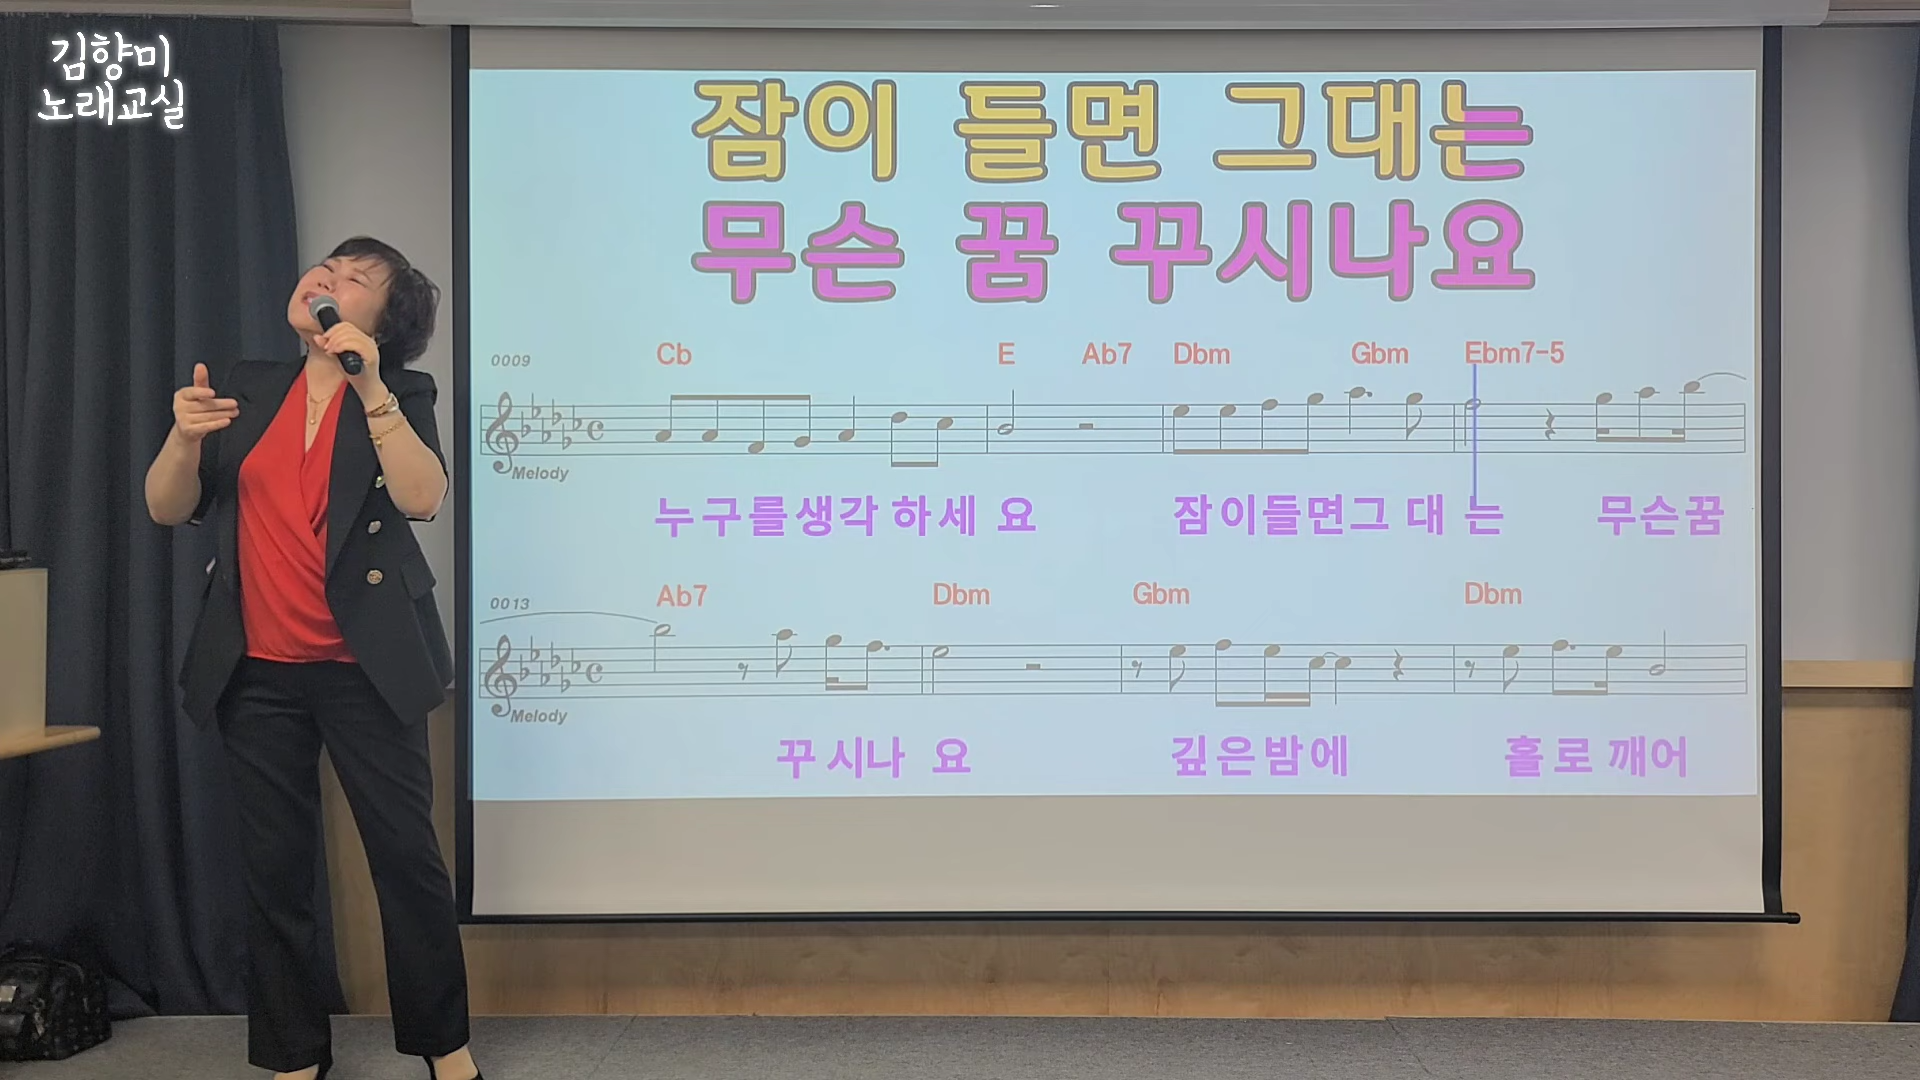 김향미
노래교실
잠이 들면 그대는
무슨 꿈 꾸시나요
0009 Cb E Ab7 Dbm Gbm Ebm7-5
Melody
누구를생각 하세 요 잠이들면그 대 는 무슨꿈
0013 Ab7 Dbm Gbm Dbm
Melody
꾸 시나 요 깊은밤에 홀로 깨어